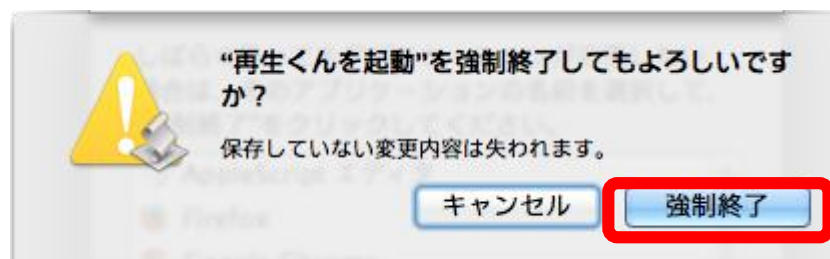 “再生くんを起動”を強制終了してもよろしいです
か？
保存していない変更内容は失われます。
キャンセル
強制終了
Firefox